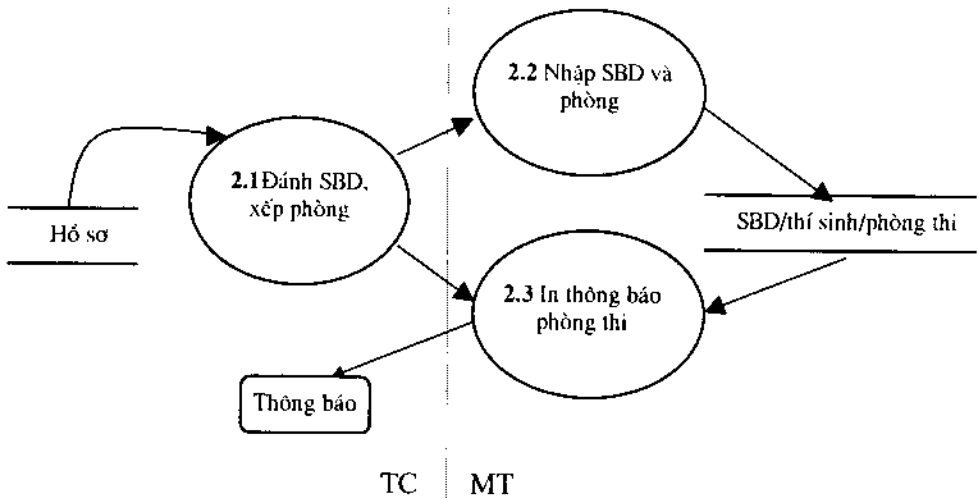 2.2 Nhập SBD và
phòng
2.1 Đánh SBD,
xếp phòng
Hồ sơ
SBD/thí sinh/phòng thi
2.3 In thông báo
phòng thi
Thông báo
TC
MT